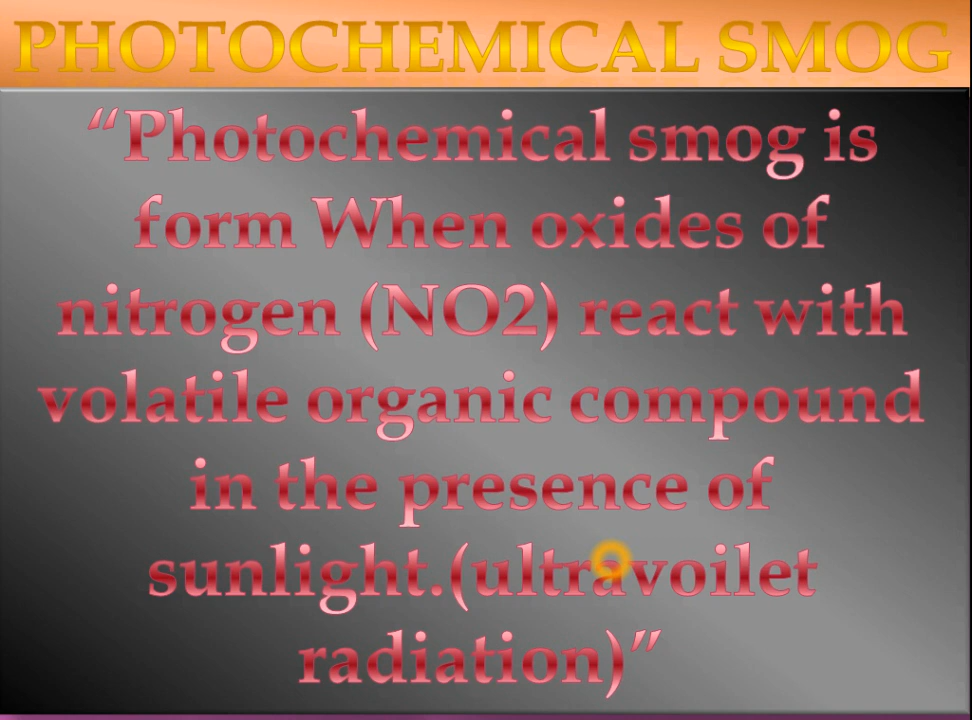 PHOTOCHEMICAL SMOG
“Photochemical smog is
form When oxides of
nitrogen (NO2) react with
volatile organic compound
in the presence of
sunlight.(ultravoilet
radiation)”